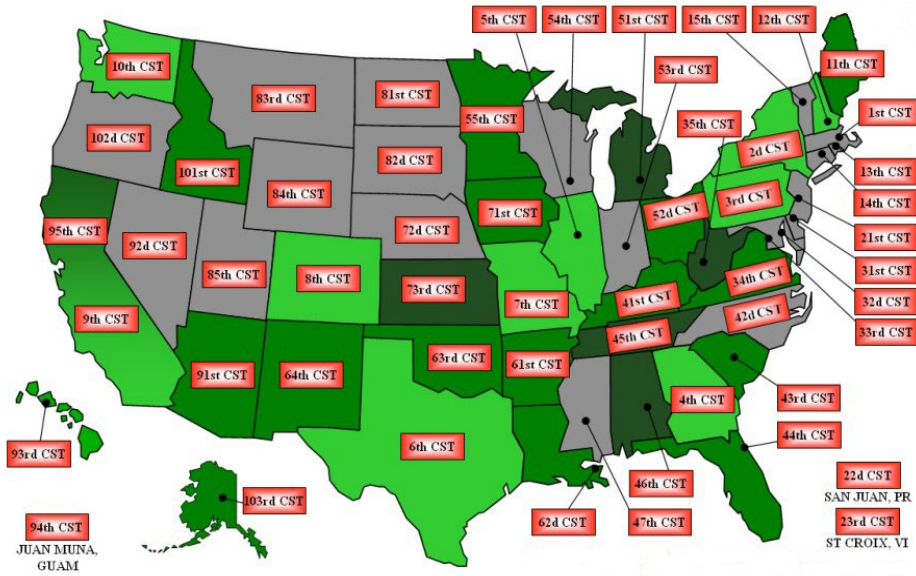 5th CST
54th CST
51st CST
15th CST
12th CST
10th CST
53rd CST
11th CST
83rd CST
81st CST
55th CST
35th CST
1st CST
102d CST
82d CST
2d CST
101st CST
84th CST
13th CST
3rd CST
14th CST
71st CST
52d CST
95th CST
72d CST
21st CST
92d CST
31st CST
85th CST
8th CST
73rd CST
34th CST
32d CST
7th CST
41st CST
42d CST
33rd CST
9th CST
45th CST
63rd CST
61st CST
91st CST
64th CST
43rd CST
4th CST
44th CST
6th CST
93rd CST
22d CST
46th CST
SAN JUAN, PR
103rd CST
23rd CST
94th CST
62d CST
47th CST
ST CROIX, VI
JUAN MUNA,
GUAM